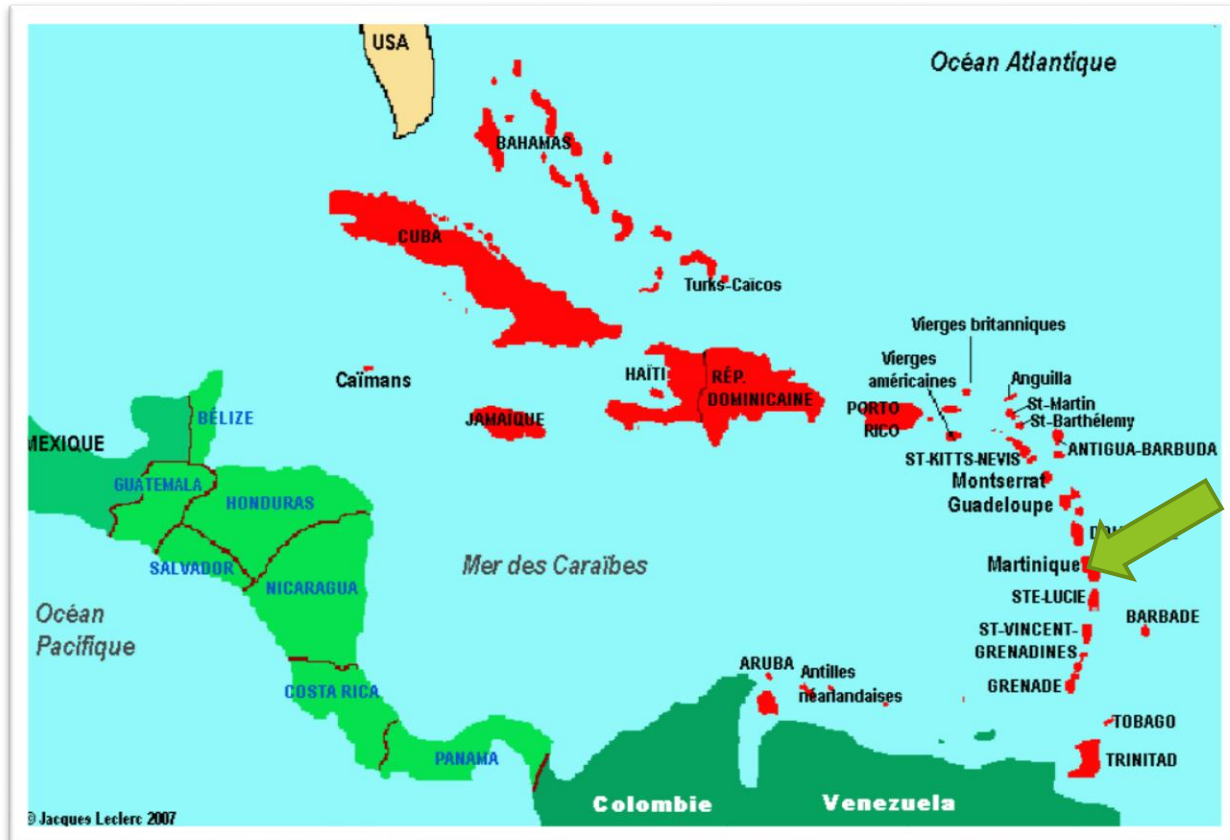 USA
Océan Atlantique
BAHAMAS
CUBA
Turks-Caïcos
Vierges britanniques
Vierges
américaines
Caïmans
HAÏTI
RÉP.
DOMINICAINE
Anguilla
St-Martin
St-Barthélemy
JAMAIQUE
PORTO
RICO
BÉLIZE
MEXIQUE
ANTIGUA-BARBUDA
ST-KITTS-NEVIS
Montserrat
GUATEMALA
HONDURAS
Guadeloupe
Mer des Caraïbes
Martinique
SALVADOR
NICARAGUA
STE-LUCIE
Océan
Pacifique
BARBADE
ST-VINCENT-
GRENADINES
ARUBA
Antilles
néarlandaises
COSTA RICA
GRENADE
TOBAGO
PANAMA
TRINITAD
Colombie
Venezuela
© Jacques Leclerc 2007